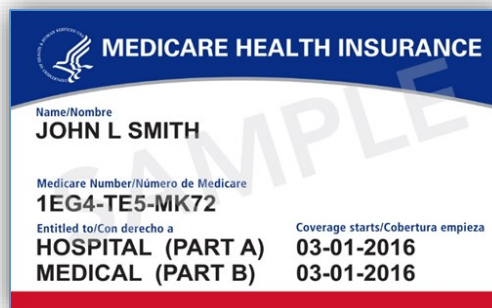 MEDICARE HEALTH INSURANCE
Name/Nombre
JOHN L SMITH
SAMPLE
Medicare Number/Número de Medicare
1EG4-TE5-MK72
Entitled to/Con derecho a Coverage starts/Cobertura empieza
HOSPITAL (PART A) 03-01-2016
MEDICAL (PART B) 03-01-2016